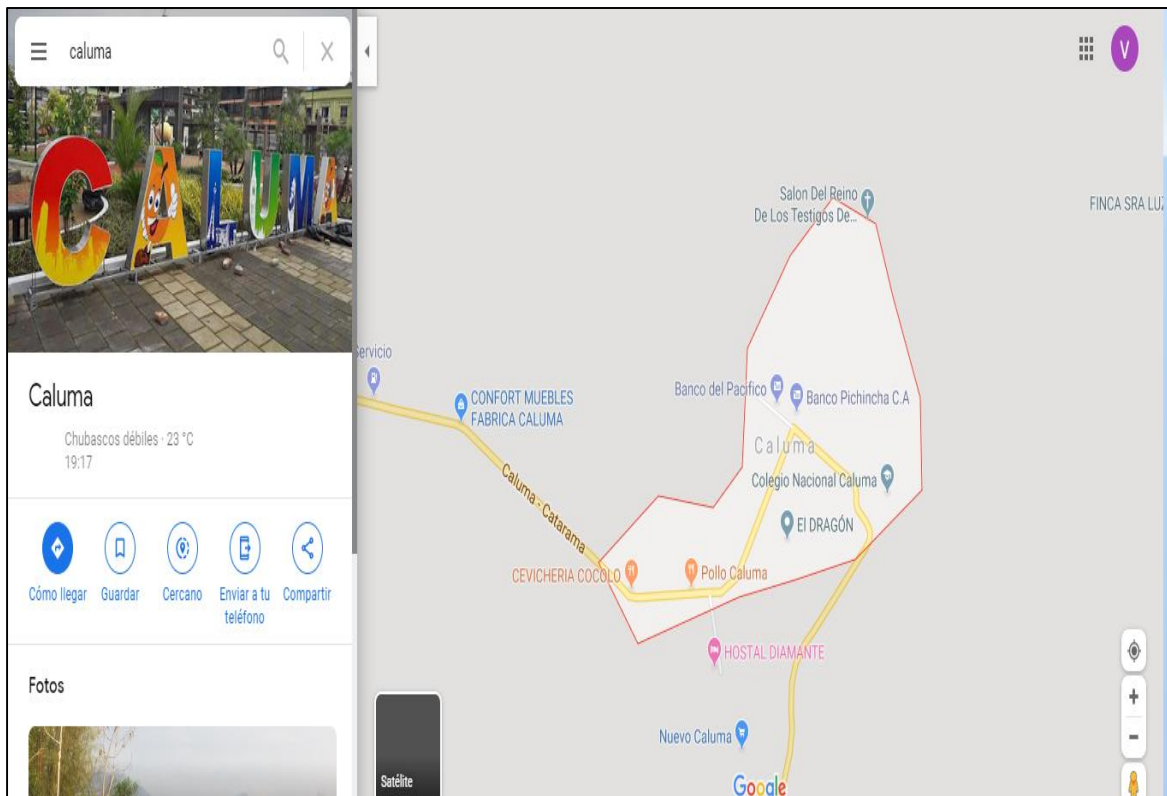 caluma
CALUMA
Caluma
Chubascos débiles · 23 °C
19:17
Cómo llegar
Guardar
Cercano
Enviar a tu
teléfono
Compartir
Fotos
V
Salon Del Reino
De Los Testigos De...
FINCA SRA LUZ
Servicio
CONFORT MUEBLES
FABRICA CALUMA
Banco del Pacifico
Banco Pichincha C.A
Caluma
Colegio Nacional Caluma
El DRAGÓN
Caluma - Catarama
CEVICHERIA COCOLO
Pollo Caluma
HOSTAL DIAMANTE
Nuevo Caluma
Satélite
Google